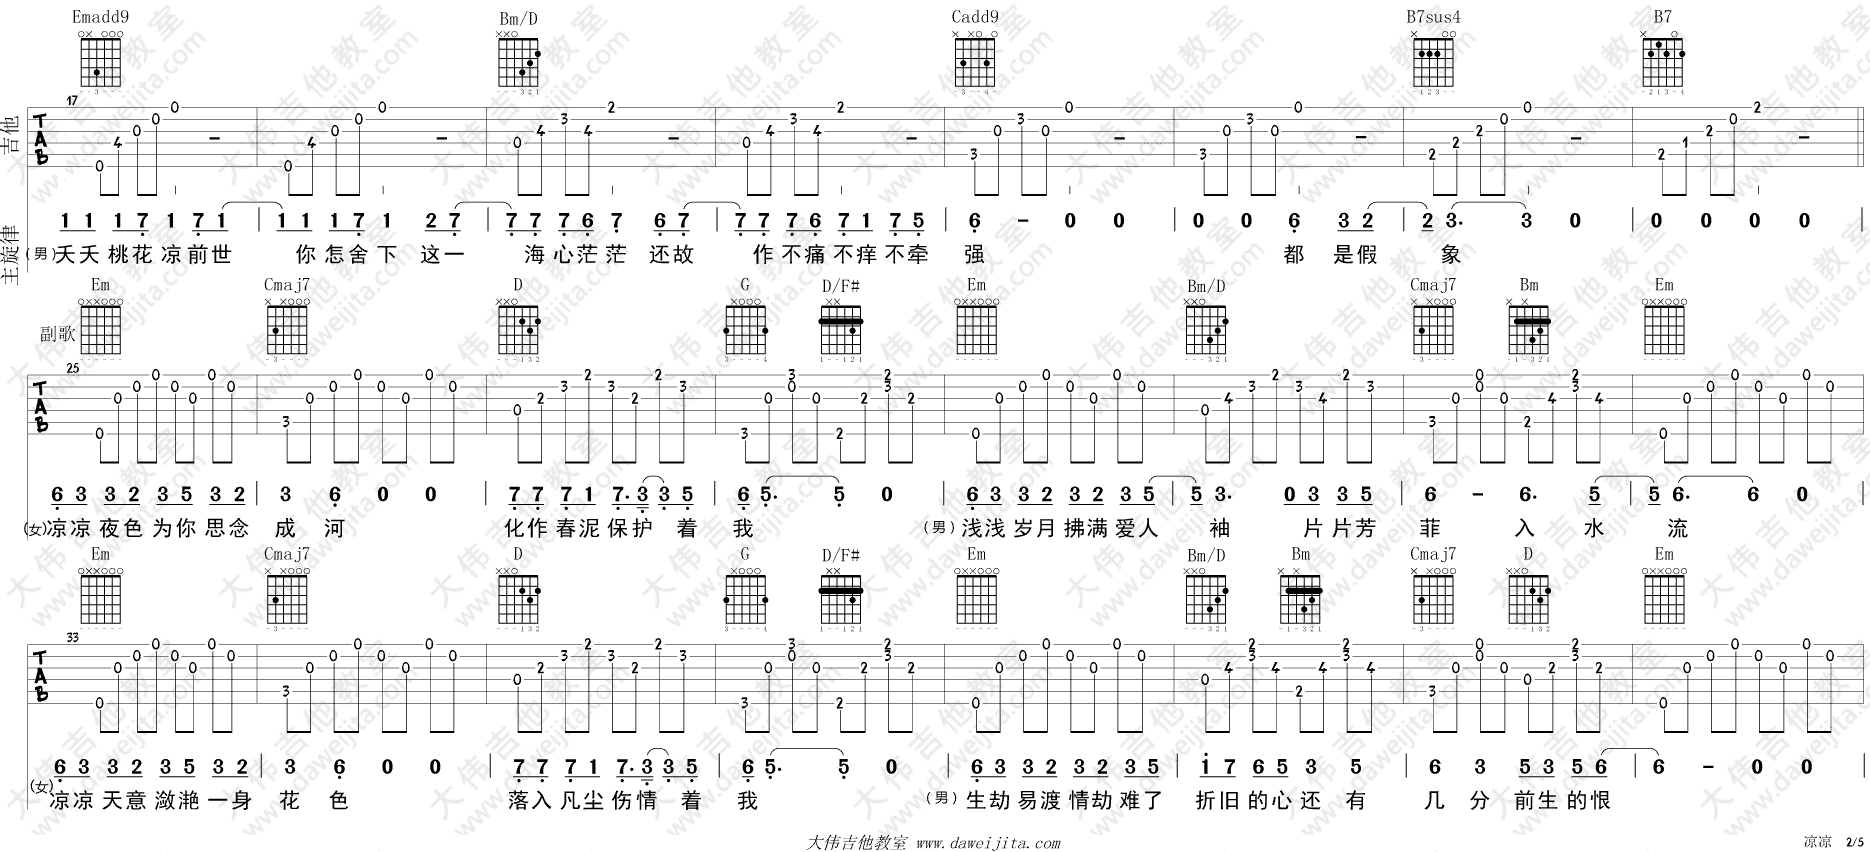 Emadd9 Bm/D Cadd9 B7sus4 B7
吉他
17
TAB
主旋律
1 1 1 7 1 7 1 | 1 1 1 7 1 2 7 | 7 7 7 6 7 6 7 | 7 7 7 6 7 1 7 5 | 6 - 0 0 | 0 0 6 3 2 | 2 3. 3 0 | 0 0 0 0 |
(男) 夭夭 桃花 凉前世 你 怎舍下 这一 海 心茫茫 还故 作 不痛不痒不牵 强 都 是假 象
Em Cmaj7 D G D/F# Em Bm/D Cmaj7 Bm Em
副歌
25
TAB
6 3 3 2 3 5 3 2 | 3 6 0 0 | 7 7 7 1 7. 3 3 5 | 6 5. 5 0 | 6 3 3 2 3 2 3 5 | 5 3. 0 3 3 5 | 6 - 6. 5 | 5 6. 6 0 |
(女) 凉凉 夜色 为你 思念 成 河 化作 春泥 保护 着 我 (男) 浅浅 岁月 拂满 爱人 袖 片 片芳 菲 入 水 流
Em Cmaj7 D G D/F# Em Bm/D Bm Cmaj7 D Em
33
TAB
6 3 3 2 3 5 3 2 | 3 6 0 0 | 7 7 7 1 7. 3 3 5 | 6 5. 5 0 | 6 3 3 2 3 2 3 5 | 1 7 6 5 3 5 | 6 3 5 3 5 6 | 6 - 0 0 |
(女) 凉凉 天意 潋滟 一身 花 色 落入 凡尘 伤情 着 我 (男) 生劫 易渡 情劫 难了 折旧 的心 还 有 几 分 前生 的恨
大伟吉他教室 www.daweijita.com
凉凉 2/5